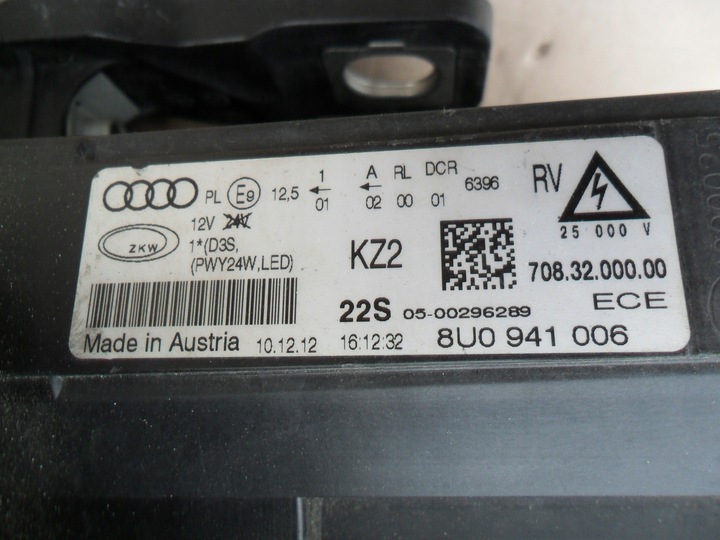 PL E9 12,5 1 01 A 02 RL 00 DCR 01 6396 RV
12V 24V
25 000 V
ZKW
1*(D3S,
(PWY24W,LED)
KZ2
708.32.000.00
22S 05-00296289 ECE
Made in Austria 10.12.12 16:12:32 8U0 941 006